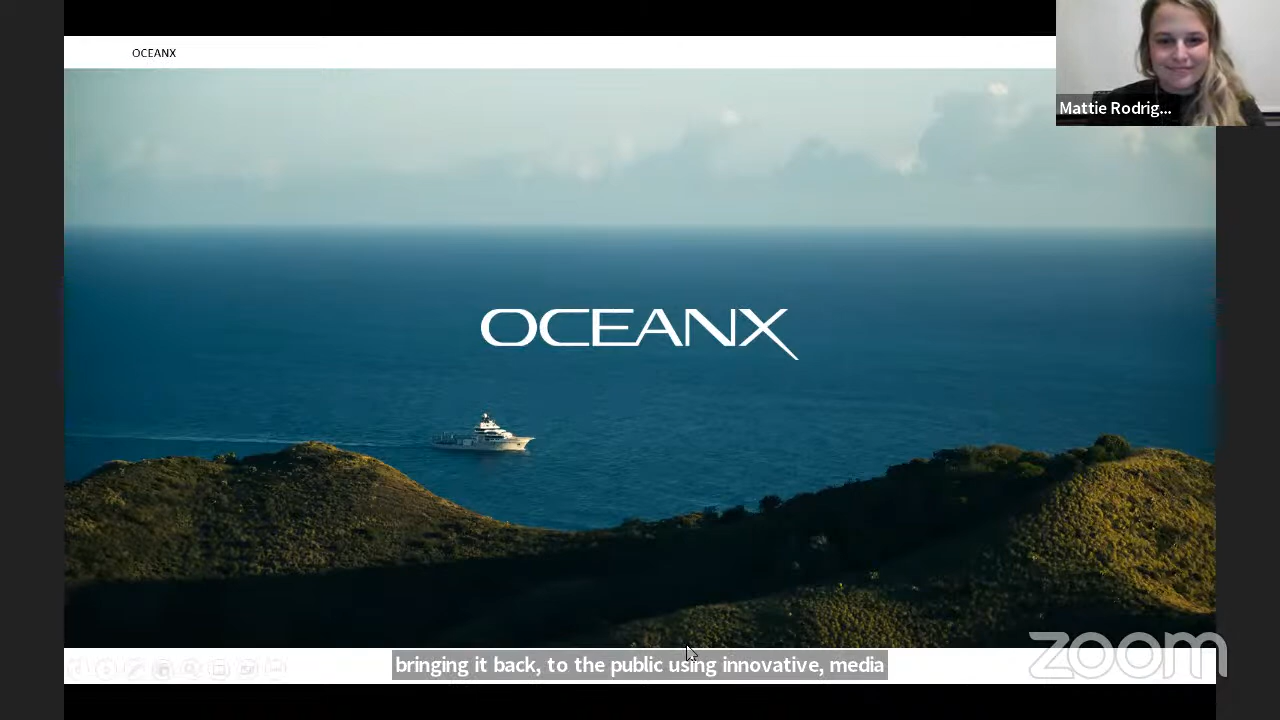 OCEANX
Mattie Rodrig...
OCEANX
bringing it back, to the public using innovative, media
zoom